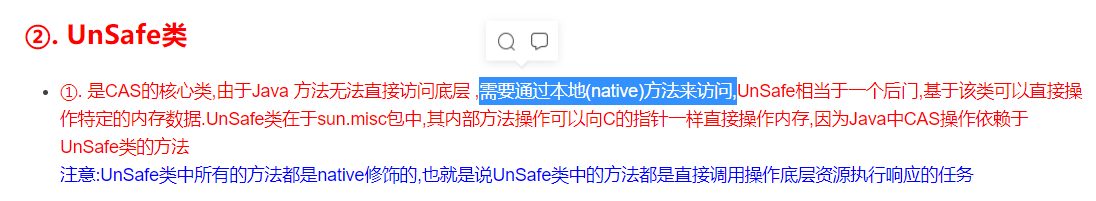 ②. UnSafe类
①. 是CAS的核心类,由于Java 方法无法直接访问底层 ,需要通过本地(native)方法来访问,UnSafe相当于一个后门,基于该类可以直接操
作特定的内存数据.UnSafe类在于sun.misc包中,其内部方法操作可以向C的指针一样直接操作内存,因为Java中CAS操作依赖于
UnSafe类的方法
注意:UnSafe类中所有的方法都是native修饰的,也就是说UnSafe类中的方法都是直接调用操作底层资源执行响应的任务